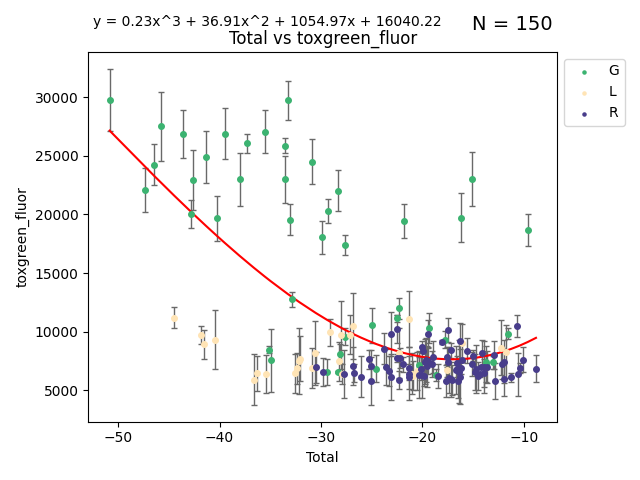 y = 0.23x^3 + 36.91x^2 + 1054.97x + 16040.22
N = 150
Total vs toxgreen_fluor
30000
25000
20000
15000
10000
5000
toxgreen_fluor
−50
−40
−30
−20
−10
Total
G
L
R